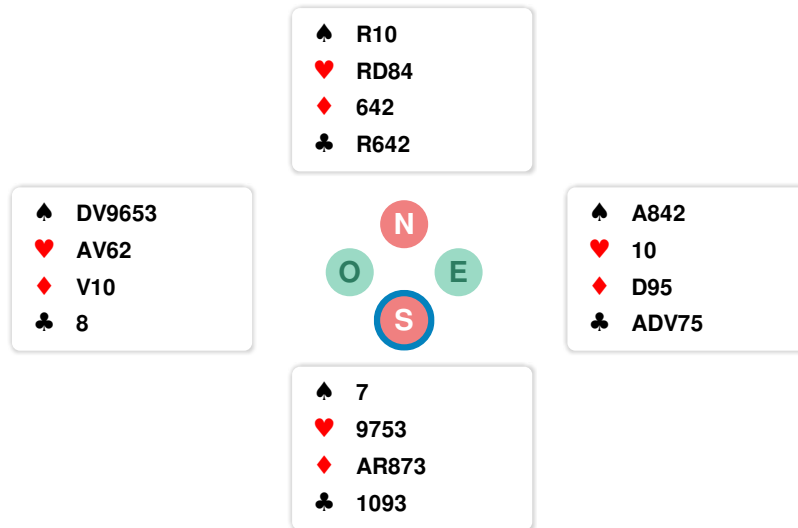 ♠ R10
♥ RD84
♦ 642
♣ R642
♠ DV9653
♥ AV62
♦ V10
♣ 8
N
O E
S
♠ A842
♥ 10
♦ D95
♣ ADV75
♠ 7
♥ 9753
♦ AR873
♣ 1093